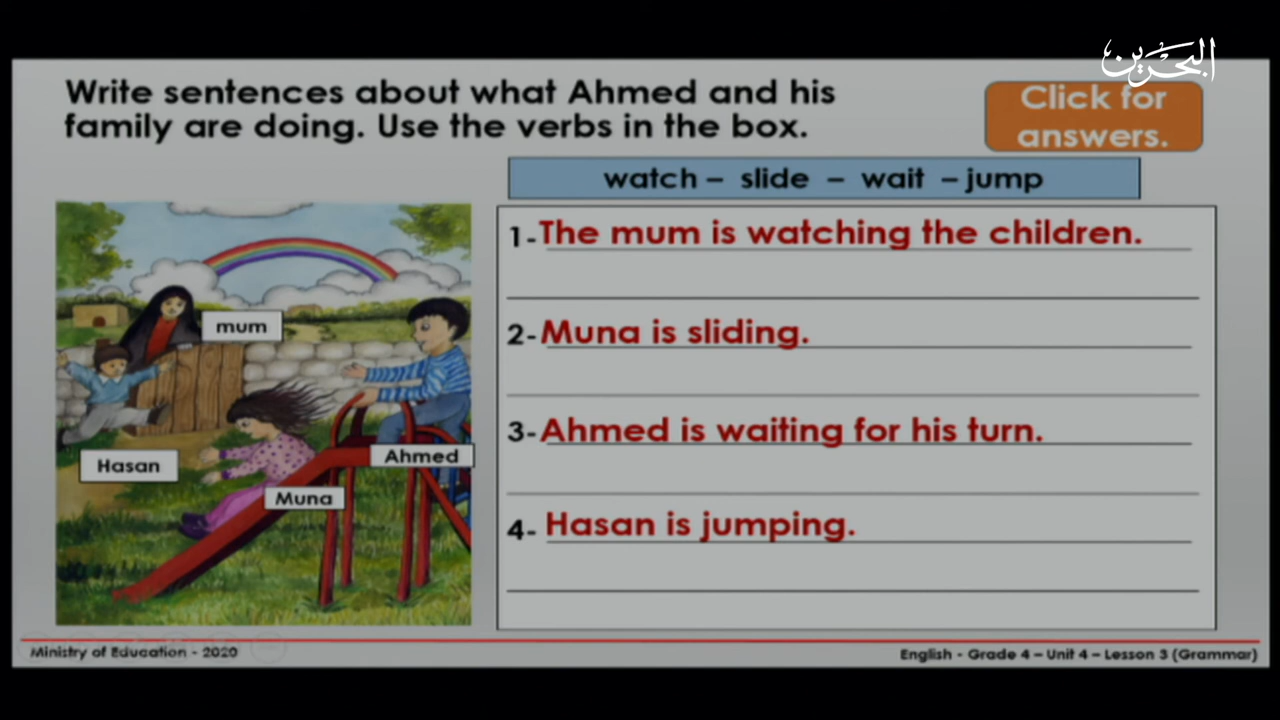 البحرين
Write sentences about what Ahmed and his
family are doing. Use the verbs in the box.
Click for
answers.
watch – slide – wait – jump
1- The mum is watching the children.
2- Muna is sliding.
3- Ahmed is waiting for his turn.
4- Hasan is jumping.
mum
Hasan
Ahmed
Muna
Ministry of Education - 2020
English - Grade 4 – Unit 4 – Lesson 3 (Grammar)